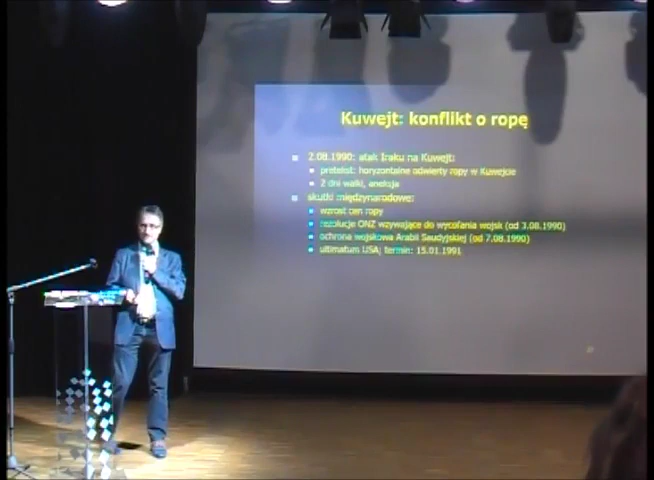 Kuwejt: konflikt o ropę
2.08.1990: atak Iraku na Kuwejt:
pretekst: horyzontalne odwierty ropy w Kuwejcie
2 dni walki, aneksja
skutki międzynarodowe:
wzrost cen ropy
rezolucje ONZ wzywające do wycofania wojsk (od 3.08.1990)
ochrona wojskowa Arabii Saudyjskiej (od 7.08.1990)
ultimatum USA; termin: 15.01.1991